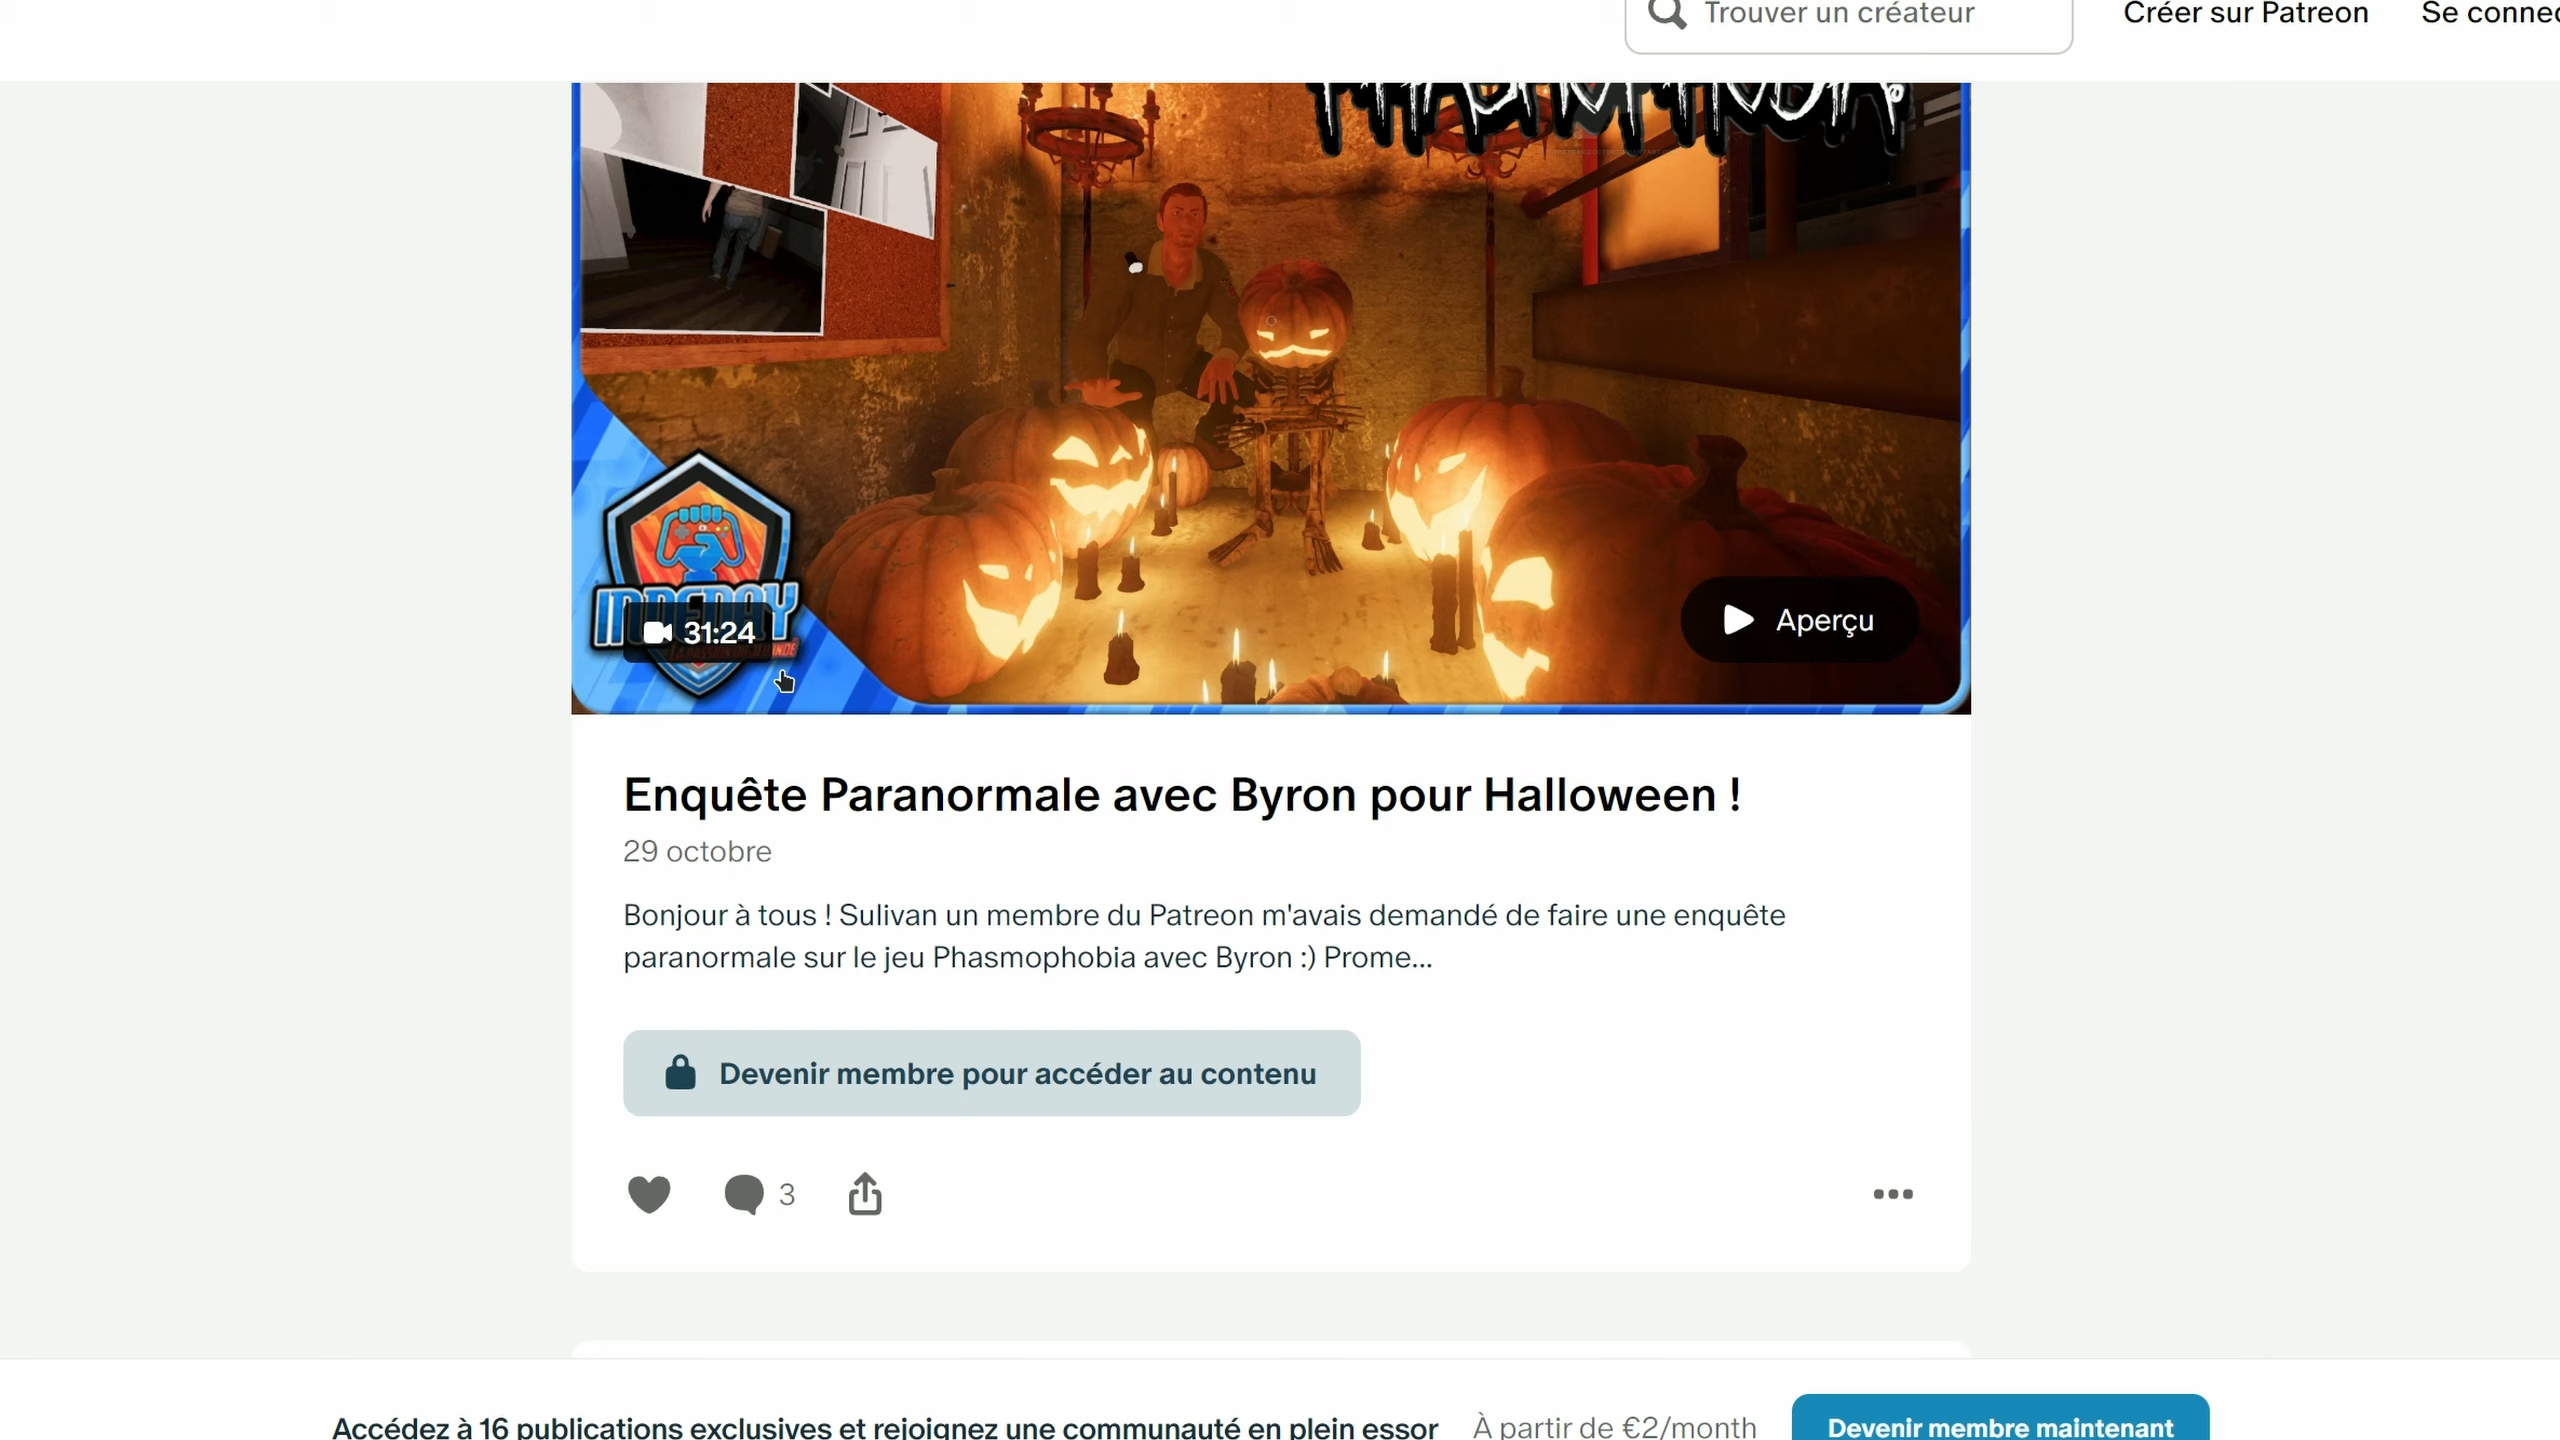 Trouver un créateur
Créer sur Patreon
Se connec
PHASMOPHOBIA
31:24
Aperçu
Enquête Paranormale avec Byron pour Halloween !
29 octobre
Bonjour à tous ! Sulivan un membre du Patreon m'avais demandé de faire une enquête
paranormale sur le jeu Phasmophobia avec Byron :) Prome...
Devenir membre pour accéder au contenu
3
Accédez à 16 publications exclusives et rejoignez une communauté en plein essor
À partir de €2/month
Devenir membre maintenant